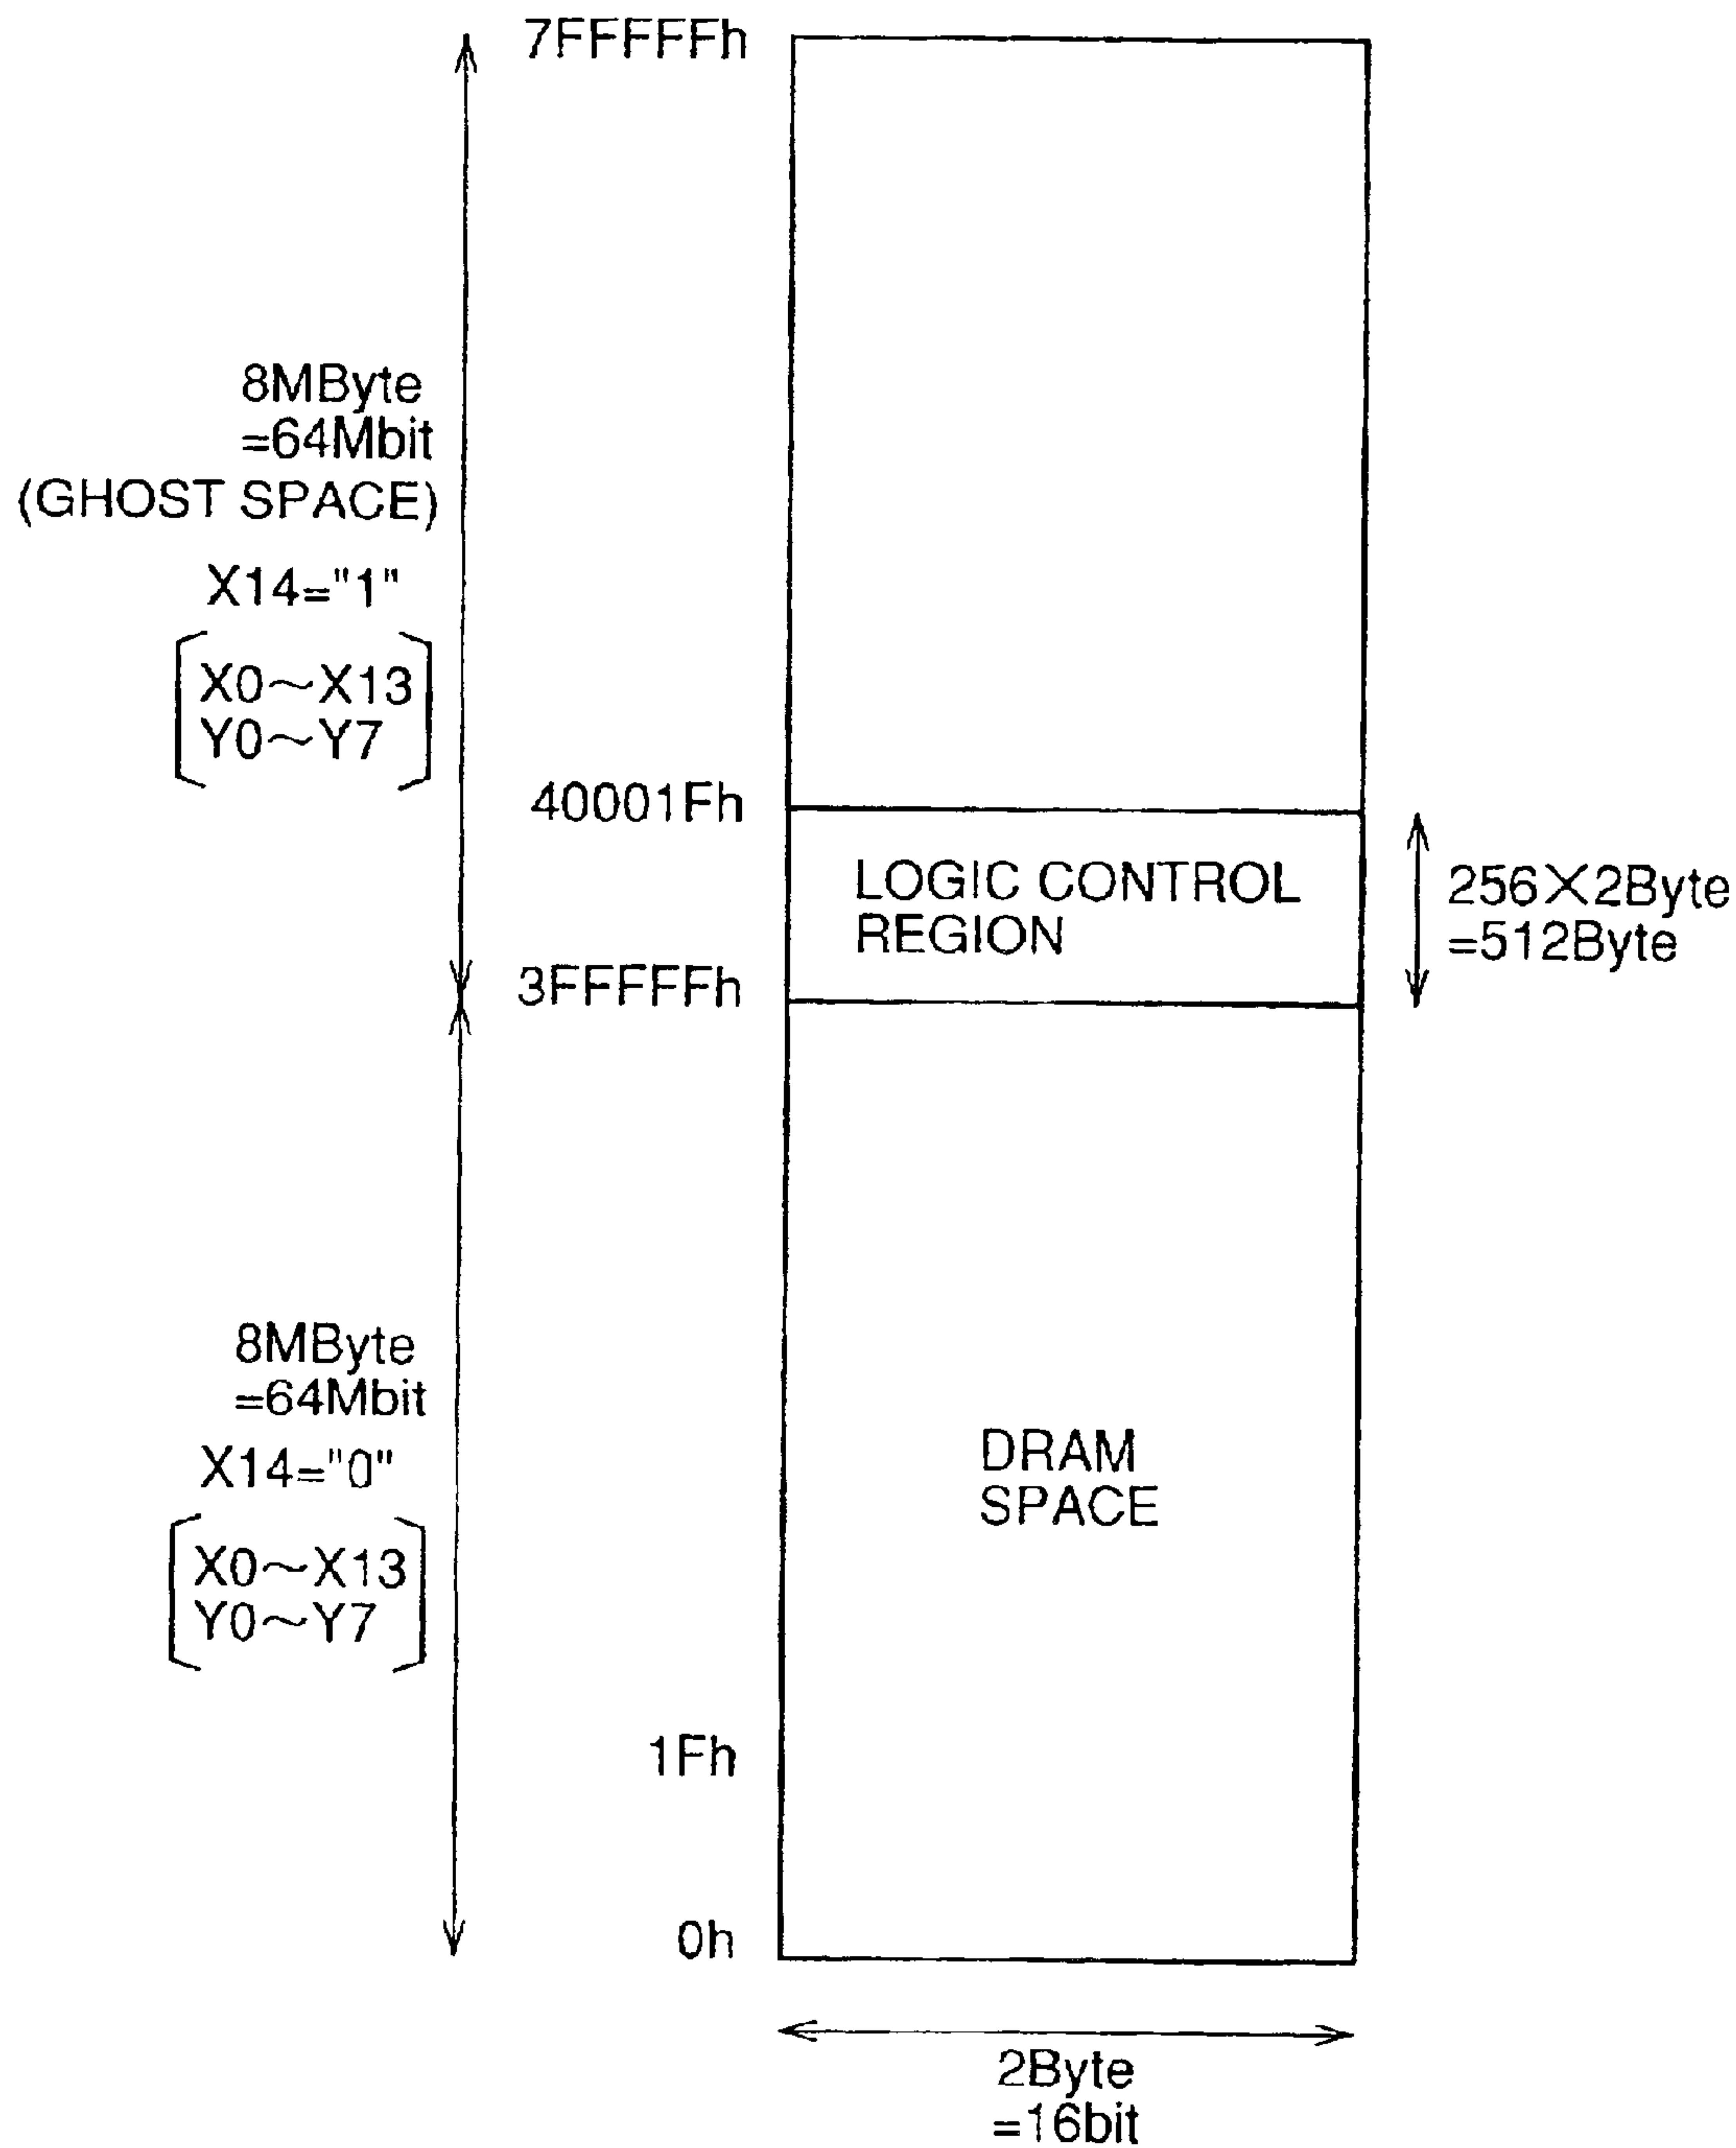 7FFFFFh
8MByte
=64Mbit
(GHOST SPACE)
X14="1"
X0～X13
Y0～Y7
40001Fh
LOGIC CONTROL
REGION
256×2Byte
=512Byte
3FFFFFh
8MByte
=64Mbit
X14="0"
X0～X13
Y0～Y7
DRAM
SPACE
1Fh
0h
2Byte
=16bit